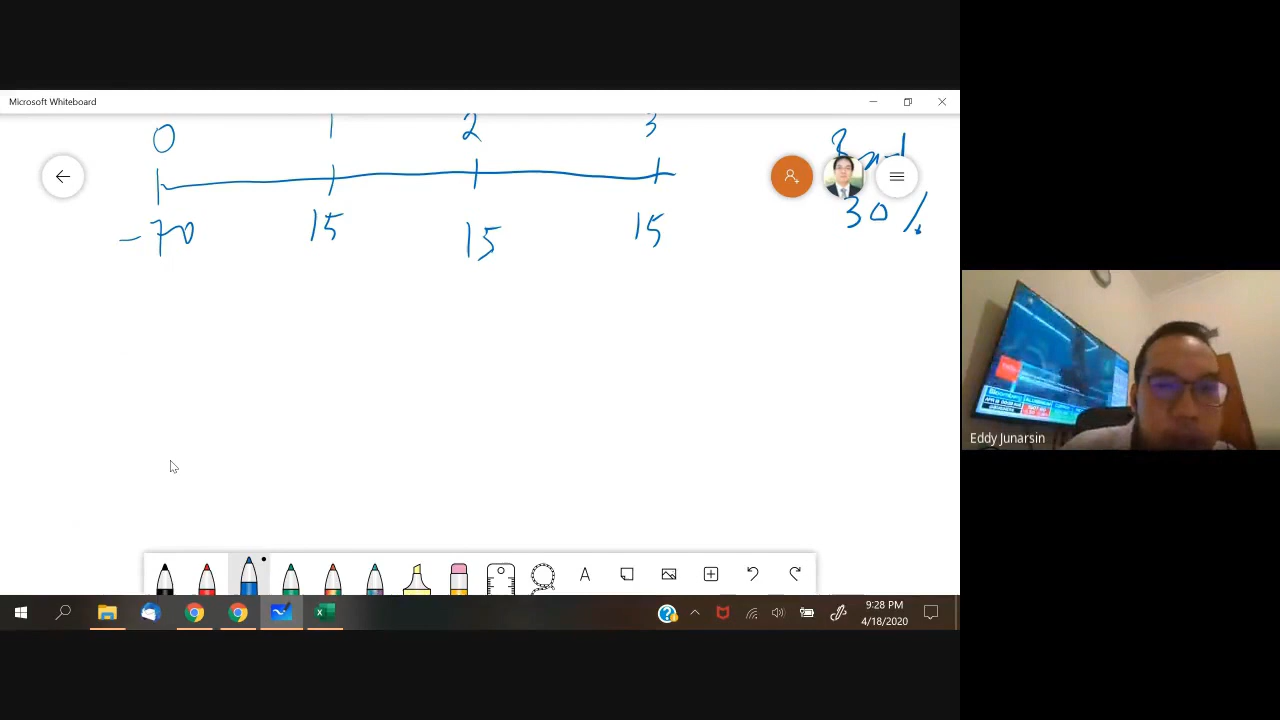 Microsoft Whiteboard
0 1 2 3
-70 15 15 15
30%
Eddy Junarsin
A
9:28 PM
4/18/2020